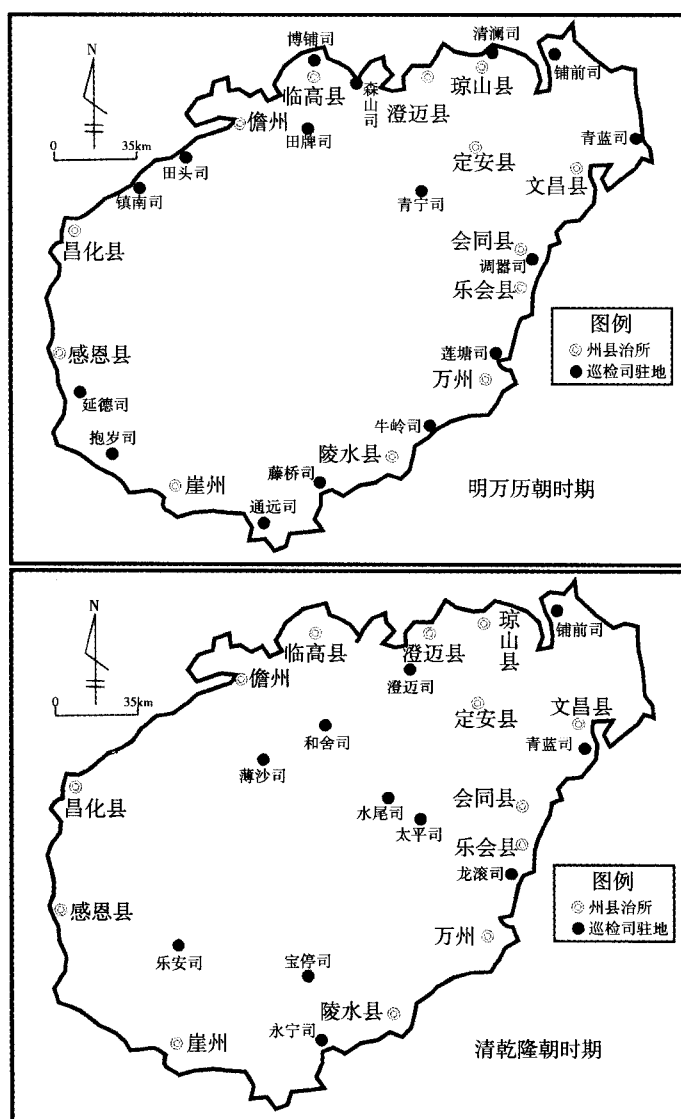 N
0 35km
博铺司
临高县
森山司
澄迈县
清澜司
琼山县
铺前司
儋州
田牌司
定安县
青蓝司
田头司
文昌县
镇南司
青宁司
昌化县
会同县
调嚣司
乐会县
图例
州县治所
巡检司驻地
感恩县
莲塘司
万州
延德司
牛岭司
抱岁司
陵水县
藤桥司
崖州
通远司
明万历朝时期
N
0 35km
临高县
澄迈县
琼山县
铺前司
儋州
澄迈司
定安县
文昌县
和舍司
青蓝司
薄沙司
昌化县
水尾司
会同县
太平司
乐会县
龙滚司
图例
州县治所
巡检司驻地
感恩县
万州
乐安司
宝停司
陵水县
永宁司
崖州
清乾隆朝时期